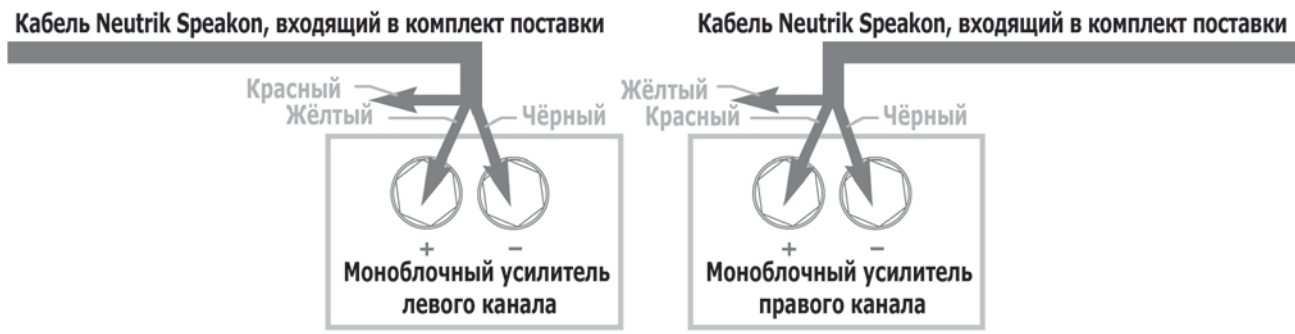 Кабель Neutrik Speakon, входящий в комплект поставки
Красный
Жёлтый
Чёрный
+ −
Моноблочный усилитель
левого канала
Кабель Neutrik Speakon, входящий в комплект поставки
Жёлтый
Красный
Чёрный
+ −
Моноблочный усилитель
правого канала